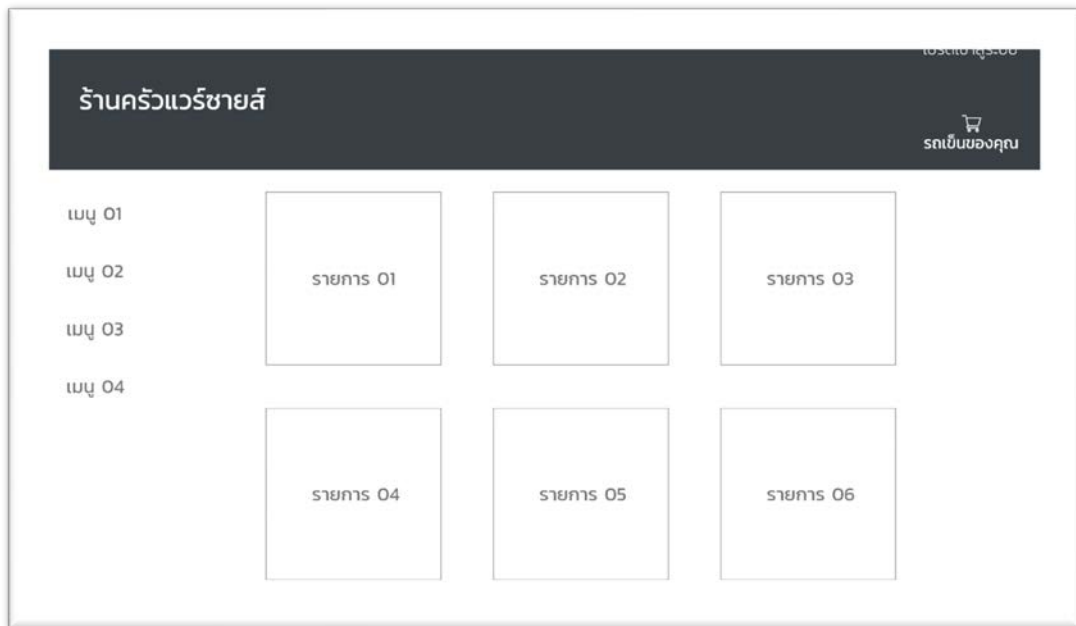 ร้านครัวแวร์ซายส์
รถเข็นของคุณ
เมนู 01
เมนู 02
เมนู 03
เมนู 04
รายการ 01
รายการ 02
รายการ 03
รายการ 04
รายการ 05
รายการ 06